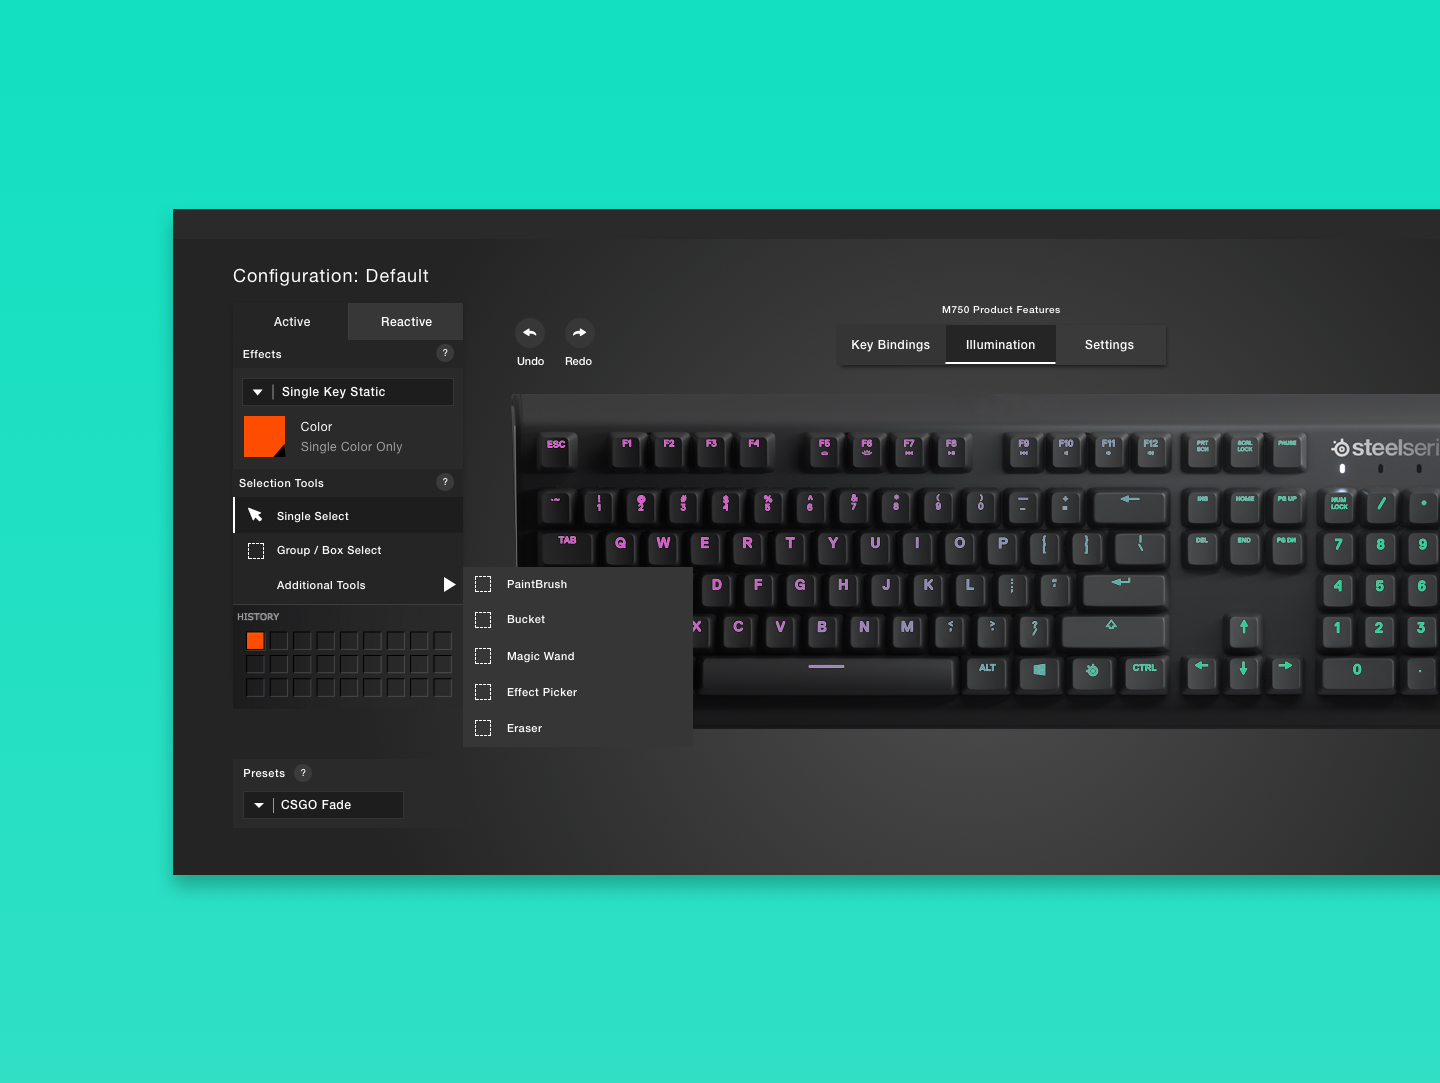 Configuration: Default
Active
Reactive
Effects
?
Single Key Static
Color
Single Color Only
Selection Tools
?
Single Select
Group / Box Select
Additional Tools
HISTORY
PaintBrush
Bucket
Magic Wand
Effect Picker
Eraser
Presets
?
CSGO Fade
Undo
Redo
M750 Product Features
Key Bindings
Illumination
Settings
steelseri
ESC F1 F2 F3 F4 F5 F6 F7 F8 F9 F10 F11 F12 PRT SCN SCRL LOCK PAUSE
~ ! @ # $ % ^ & * ( ) — +
1 2 3 4 5 6 7 8 9 0 – =
INS HOME PG UP NUM LOCK /
TAB Q W E R T Y U I O P { } \
DEL END PG DN 7 8 9
D F G H J K L 4 5 6
X C V B N M < > ? 1 2 3
ALT CTRL 0 .